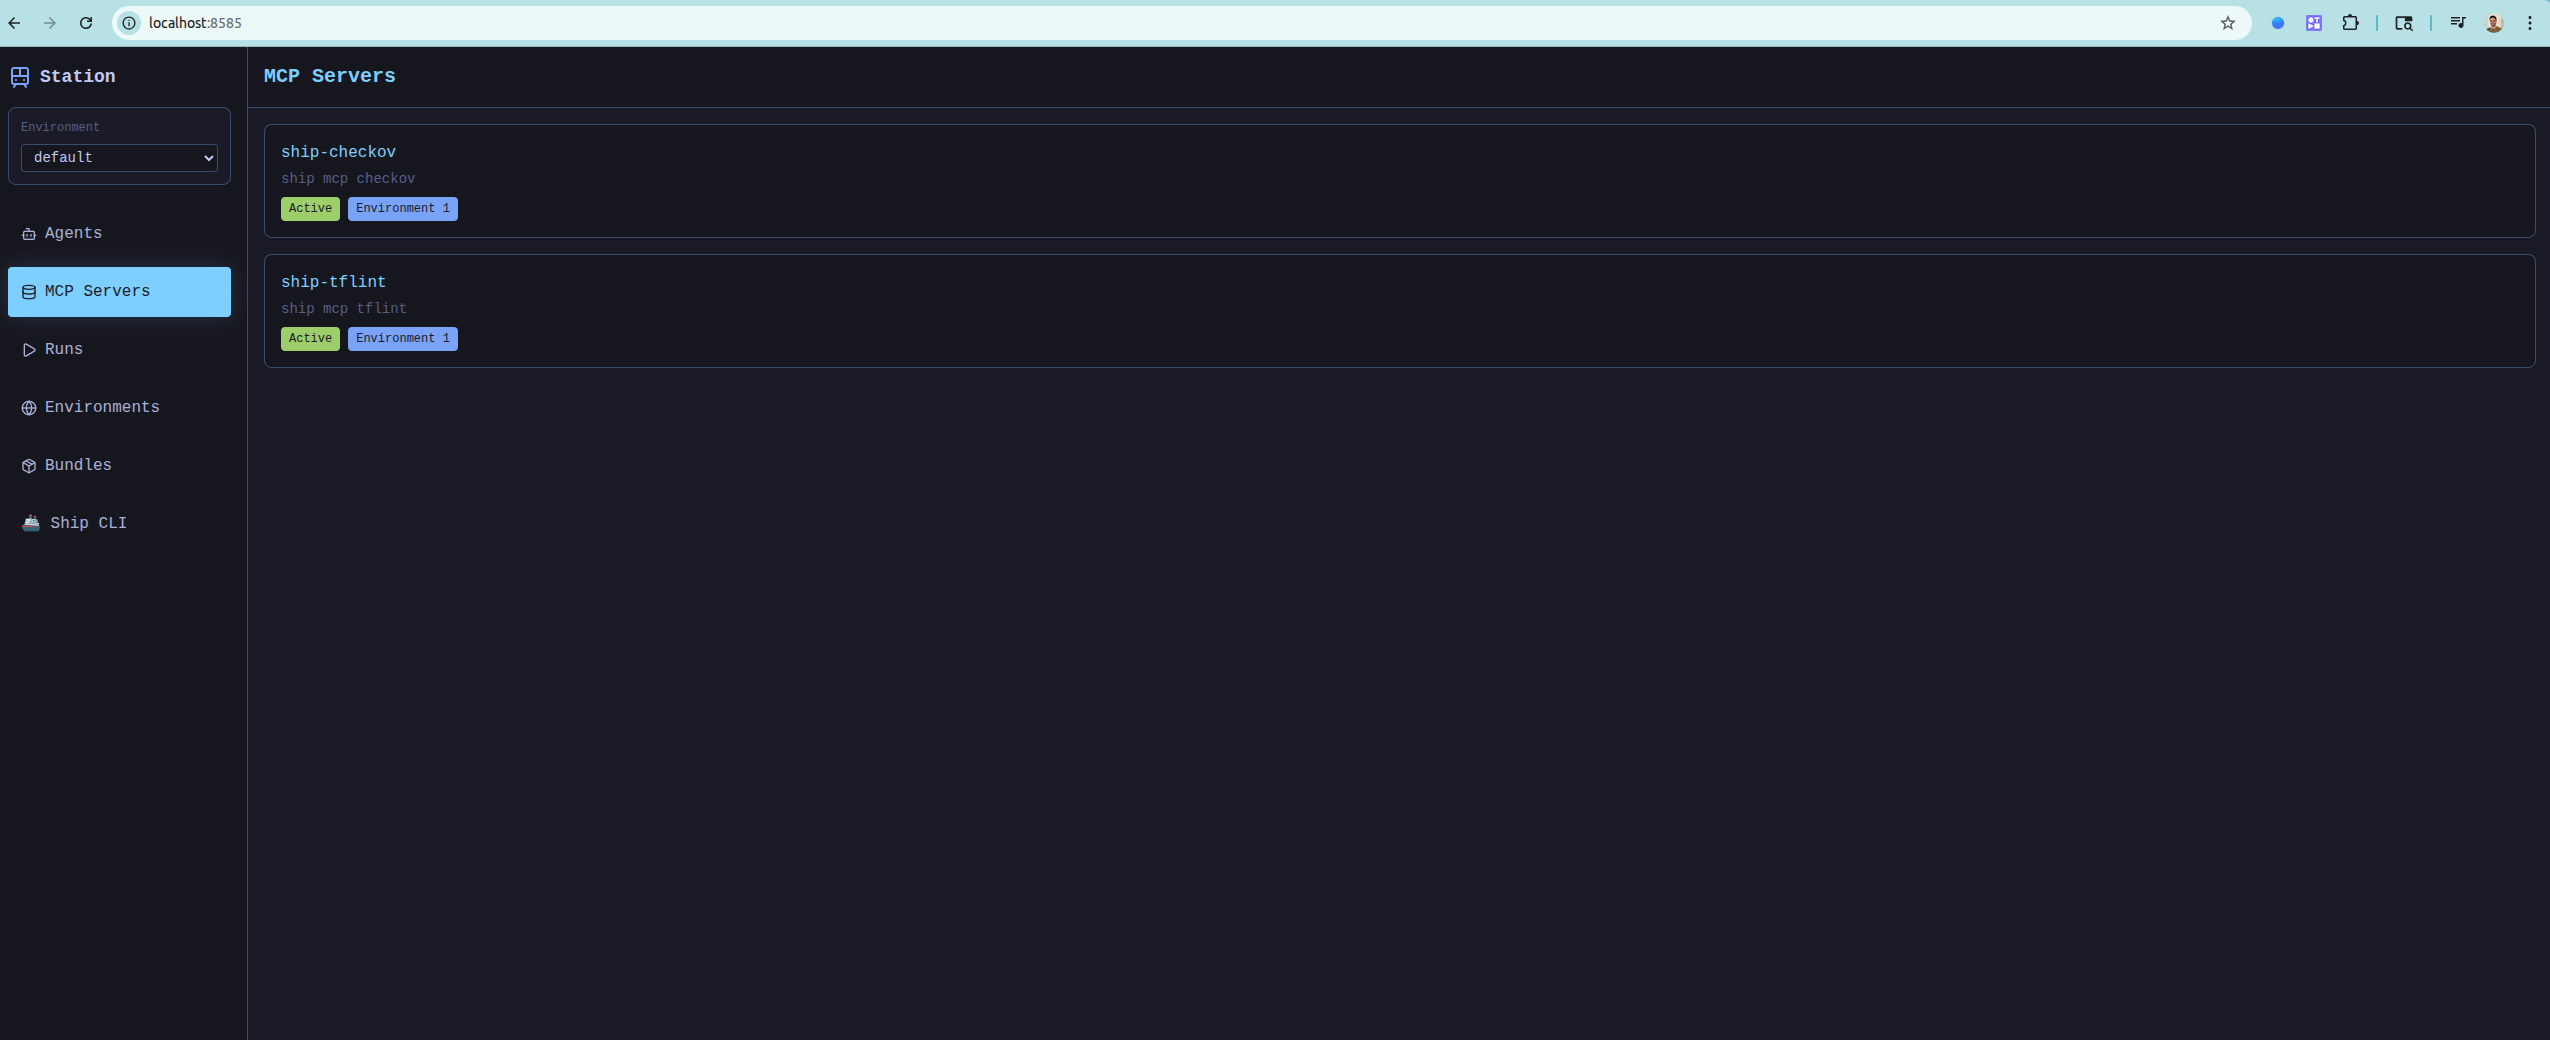 localhost:8585
Station
Environment
default
Agents
MCP Servers
Runs
Environments
Bundles
Ship CLI
MCP Servers
ship-checkov
ship mcp checkov
Active Environment 1
ship-tflint
ship mcp tflint
Active Environment 1